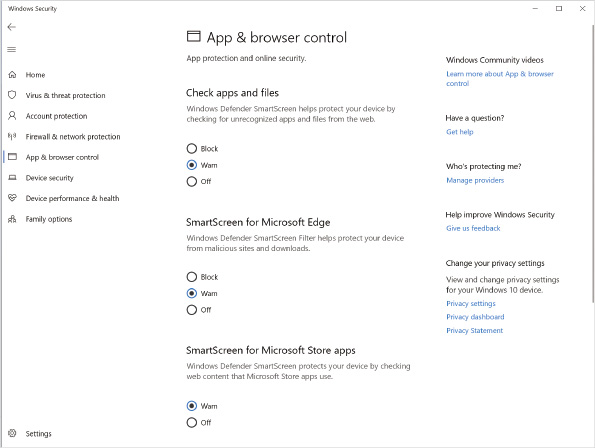 Windows Security
Home
Virus & threat protection
Account protection
Firewall & network protection
App & browser control
Device security
Device performance & health
Family options
Settings
App & browser control
App protection and online security.
Check apps and files
Windows Defender SmartScreen helps protect your device by
checking for unrecognized apps and files from the web.
Block
Warn
Off
SmartScreen for Microsoft Edge
Windows Defender SmartScreen Filter helps protect your device
from malicious sites and downloads.
Block
Warn
Off
SmartScreen for Microsoft Store apps
Windows Defender SmartScreen protects your device by checking
web content that Microsoft Store apps use.
Warn
Off
Windows Community videos
Learn more about App & browser
control
Have a question?
Get help
Who's protecting me?
Manage providers
Help improve Windows Security
Give us feedback
Change your privacy settings
View and change privacy settings
for your Windows 10 device.
Privacy settings
Privacy dashboard
Privacy Statement